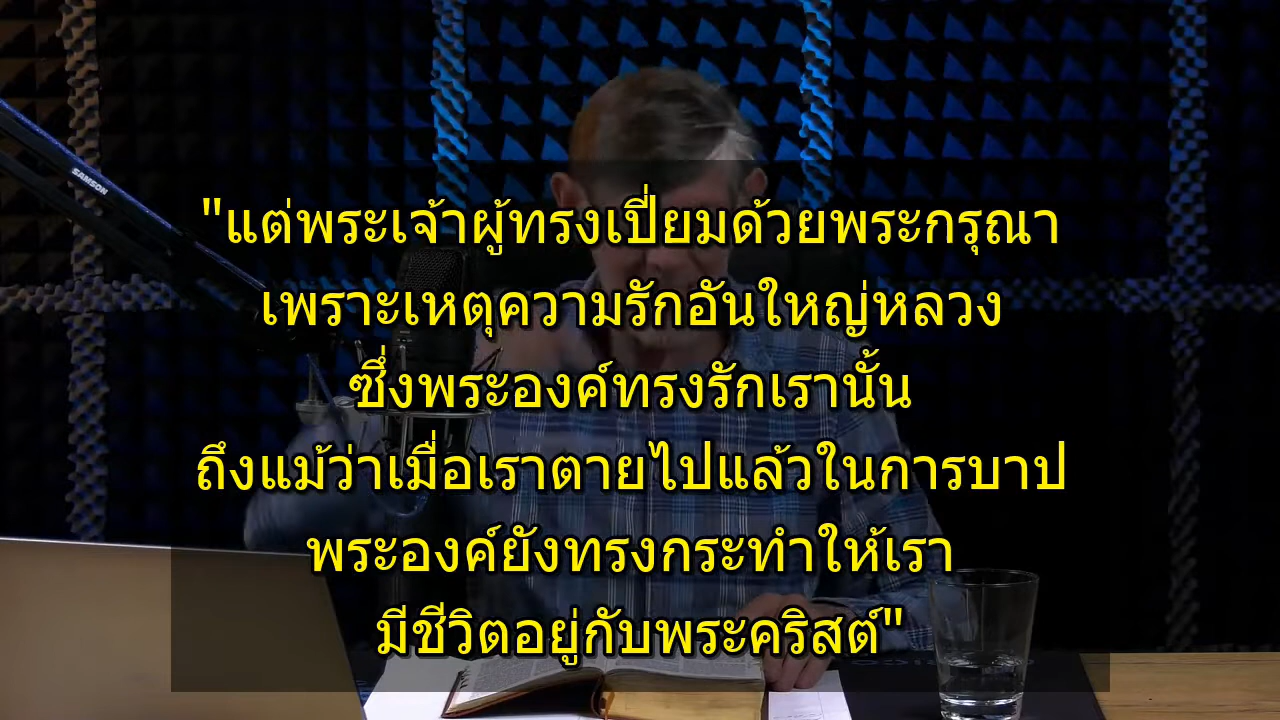 SAMSON
"แต่พระเจ้าผู้ทรงเปี่ยมด้วยพระกรุณา
เพราะเหตุความรักอันใหญ่หลวง
ซึ่งพระองค์ทรงรักเรานั้น
ถึงแม้ว่าเมื่อเราตายไปแล้วในการบาป
พระองค์ยังทรงกระทำให้เรา
มีชีวิตอยู่กับพระคริสต์"